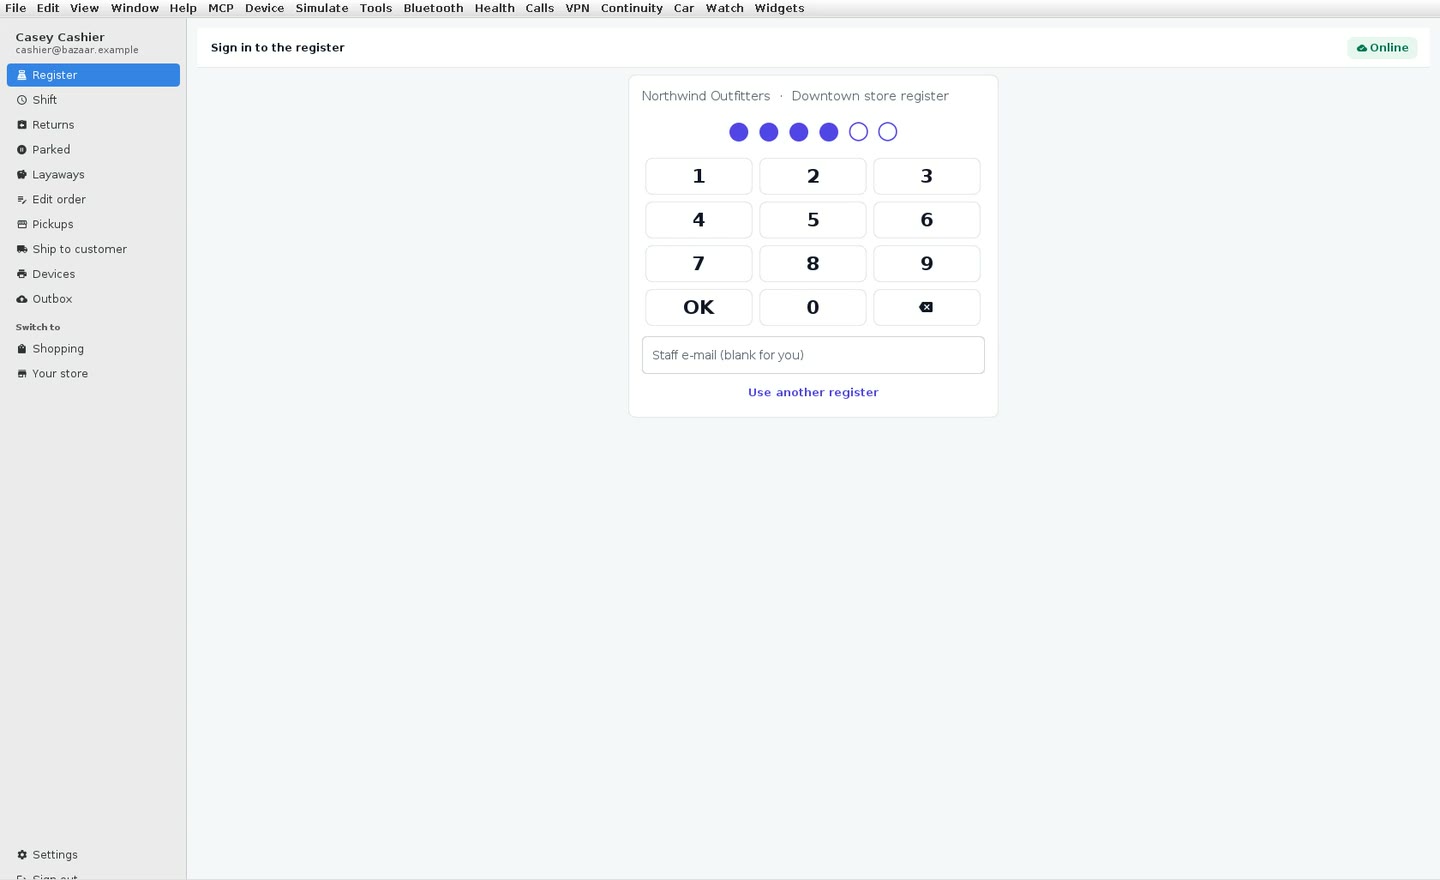 File Edit View Window Help MCP Device Simulate Tools Bluetooth Health Calls VPN Continuity Car Watch Widgets
Casey Cashier
cashier@bazaar.example
Register
Shift
Returns
Parked
Layaways
Edit order
Pickups
Ship to customer
Devices
Outbox
Switch to
Shopping
Your store
Settings
Sign out
Sign in to the register
Online
Northwind Outfitters · Downtown store register
1 2 3
4 5 6
7 8 9
OK 0
Staff e-mail (blank for you)
Use another register